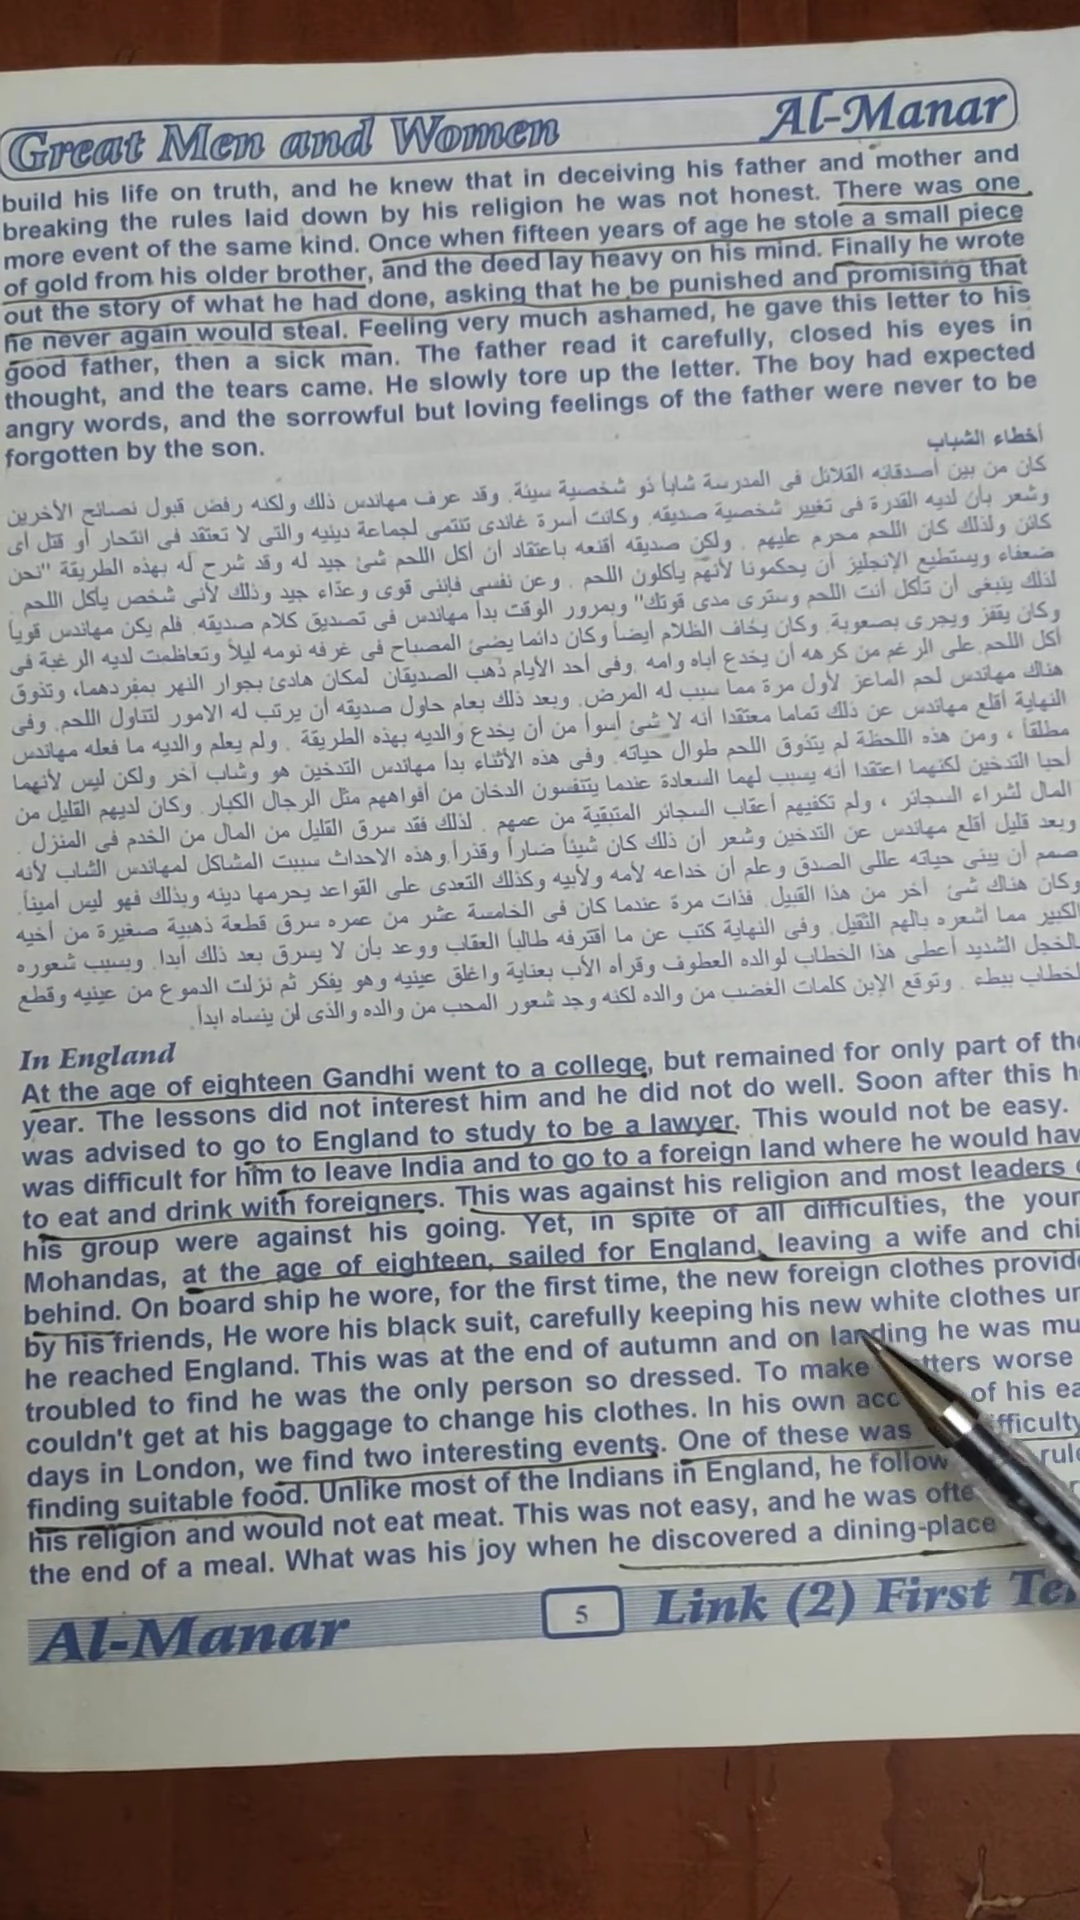 Great Men and Women Al-Manar
build his life on truth, and he knew that in deceiving his father and mother and
breaking the rules laid down by his religion he was not honest. There was one
more event of the same kind. Once when fifteen years of age he stole a small piece
of gold from his older brother, and the deed lay heavy on his mind. Finally he wrote
out the story of what he had done, asking that he be punished and promising that
he never again would steal. Feeling very much ashamed, he gave this letter to his
good father, then a sick man. The father read it carefully, closed his eyes in
thought, and the tears came. He slowly tore up the letter. The boy had expected
angry words, and the sorrowful but loving feelings of the father were never to be
forgotten by the son.
أخطاء الشباب
كان من بين أصدقائه القلائل فى المدرسة شاباً ذو شخصية سيئة. وقد عرف مهاندس ذلك ولكنه رفض قبول نصائح الأخرين
وشعر بأن لديه القدرة فى تغيير شخصية صديقه. وكانت أسرة غاندى تنتمى لجماعة دينيه والتى لا تعتقد فى انتحار أو قتل أى
كائن ولذلك كان اللحم محرم عليهم . ولكن صديقه أقنعه باعتقاد أن أكل اللحم شئ جيد له وقد شرح له بهذه الطريقة "نحن
ضعفاء ويستطيع الإنجليز أن يحكمونا لأنهم يأكلون اللحم . وعن نفسى فإننى قوى وعذاء جيد وذلك لأنى شخص يأكل اللحم .
لذلك ينبغى أن تأكل أنت اللحم وسترى مدى قوتك" وبمرور الوقت بدأ مهاندس فى تصديق كلام صديقه. فلم يكن مهاندس قوياً
وكان يقفز ويجرى بصعوبة. وكان يخاف الظلام أيضاً وكان دائما يضئ المصباح فى غرفه نومه ليلاً وتعاظمت لديه الرغبة فى
أكل اللحم على الرغم من كرهه أن يخدع أباه وامه. وفى أحد الأيام ذهب الصديقان لمكان هادئ بجوار النهر بمفردهما، وتذوق
هناك مهاندس لحم الماعز لأول مرة مما سبب له المرض. وبعد ذلك بعام حاول صديقه أن يرتب له الامور لتناول اللحم. وفى
النهاية أقلع مهاندس عن ذلك تماما معتقدا أنه لا شئ أسوأ من أن يخدع والديه بهذه الطريقة . ولم يعلم والديه ما فعله مهاندس
مطلقاً ، ومن هذه اللحظة لم يتذوق اللحم طوال حياته. وفى هذه الأثناء بدأ مهاندس التدخين هو وشاب آخر ولكن ليس لأنهما
أحبا التدخين لكنهما اعتقدا أنه يسبب لهما السعادة عندما يتنفسون الدخان من أفواههم مثل الرجال الكبار. وكان لديهم القليل من
المال لشراء السجائر ، ولم تكفيهم أعقاب السجائر المتبقية من عمهم . لذلك فقد سرق القليل من المال من الخدم فى المنزل .
وبعد قليل أقلع مهاندس عن التدخين وشعر أن ذلك كان شيئاً ضاراً وقذراً. وهذه الاحداث سببت المشاكل لمهاندس الشاب لأنه
صمم أن يبنى حياته عللى الصدق وعلم أن خداعه لأمه ولأبيه وكذلك التعدى على القواعد يحرمها دينه وبذلك فهو ليس أميناً.
وكان هناك شئ أخر من هذا القبيل. فذات مرة عندما كان فى الخامسة عشر من عمره سرق قطعة ذهبية صغيرة من أخيه
الكبير مما أشعره بالهم الثقيل. وفى النهاية كتب عن ما أقترفه طالباً العقاب ووعد بأن لا يسرق بعد ذلك أبدا. وبسبب شعوره
بالخجل الشديد أعطى هذا الخطاب لوالده العطوف وقرأه الأب بعناية واغلق عينيه وهو يفكر ثم نزلت الدموع من عينيه وقطع
لخطاب ببطء . وتوقع الإبن كلمات الغضب من والده لكنه وجد شعور المحب من والده والذى لن ينساه ابداً.
In England
At the age of eighteen Gandhi went to a college, but remained for only part of the
year. The lessons did not interest him and he did not do well. Soon after this h
was advised to go to England to study to be a lawyer. This would not be easy.
was difficult for him to leave India and to go to a foreign land where he would hav
to eat and drink with foreigners. This was against his religion and most leaders
his group were against his going. Yet, in spite of all difficulties, the your
Mohandas, at the age of eighteen, sailed for England, leaving a wife and chi
behind. On board ship he wore, for the first time, the new foreign clothes provid
by his friends, He wore his black suit, carefully keeping his new white clothes un
he reached England. This was at the end of autumn and on landing he was mu
troubled to find he was the only person so dressed. To make tters worse
couldn't get at his baggage to change his clothes. In his own acc of his ea
days in London, we find two interesting events. One of these was fficulty
finding suitable food. Unlike most of the Indians in England, he follow rule
his religion and would not eat meat. This was not easy, and he was ofte
the end of a meal. What was his joy when he discovered a dining-place
Al-Manar 5 Link (2) First Te